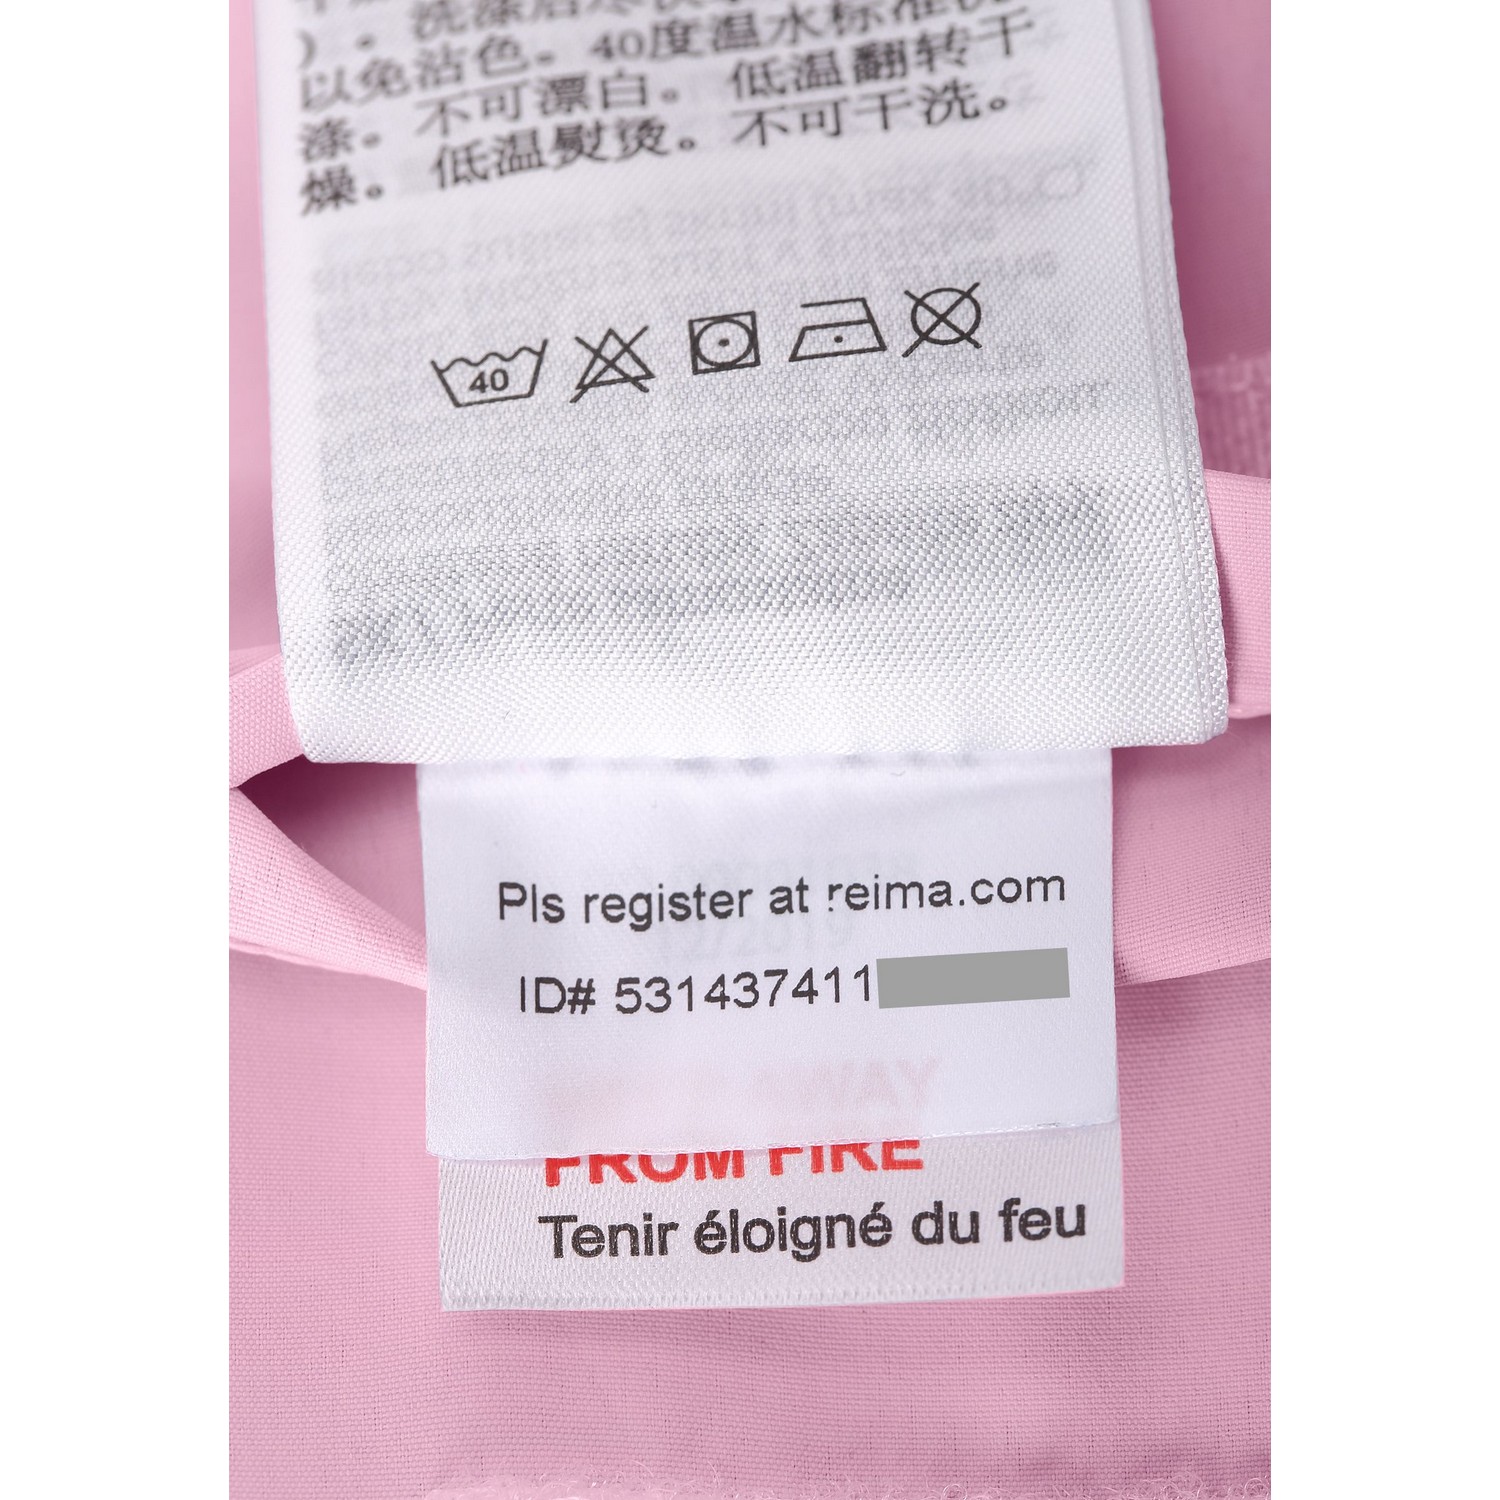 ）。洗涤后尽快
以免沾色。40度温水标准洗
涤。不可漂白。低温翻转干
燥。低温熨烫。不可干洗。
40
Pls register at reima.com
ID# 531437411
AWAY
FROM FIRE
Tenir éloigné du feu